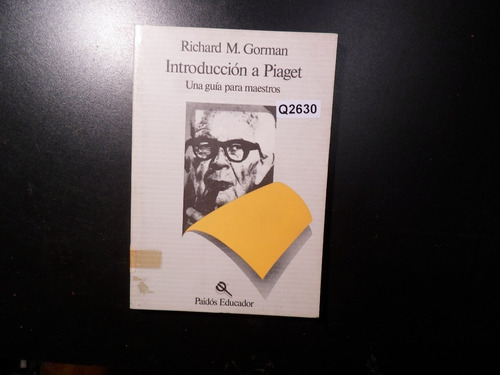 Richard M. Gorman
Introducción a Piaget
Una guía para maestros
Q2630
Paidós Educador